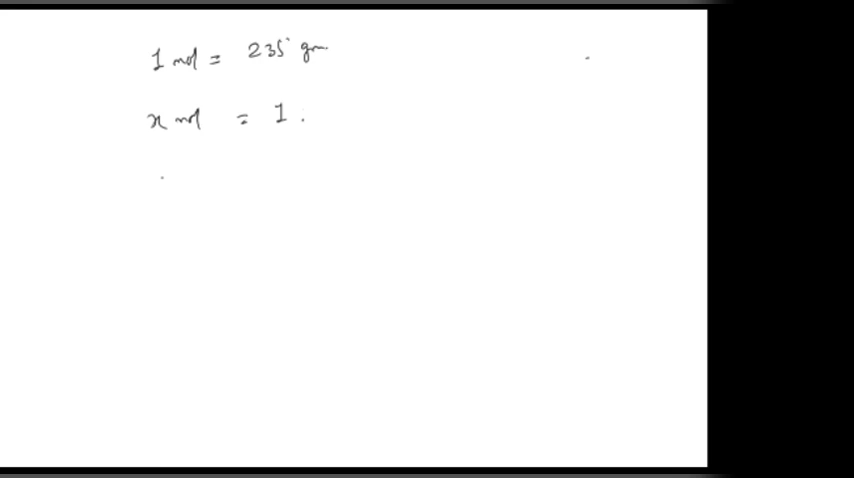 1 mol = 235 gm
x mol = 1.